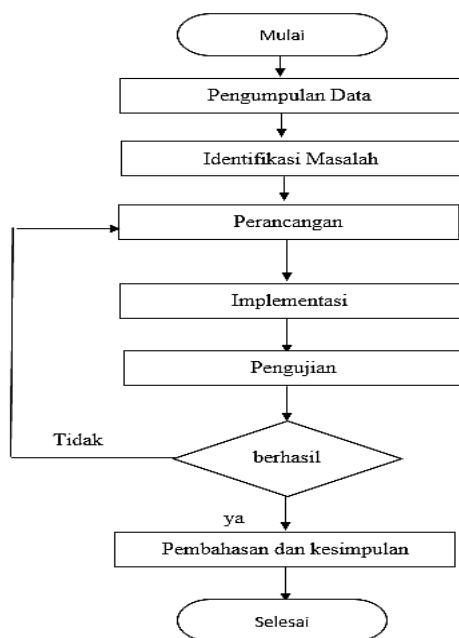 Mulai
Pengumpulan Data
Identifikasi Masalah
Perancangan
Implementasi
Pengujian
Tidak
berhasil
ya
Pembahasan dan kesimpulan
Selesai